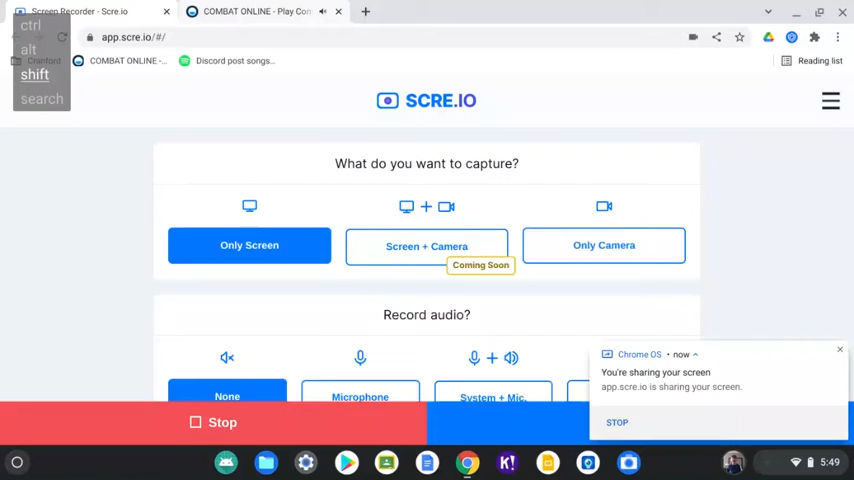 Screen Recorder - Scre.io
COMBAT ONLINE - Play Com
ctrl
alt
shift
search
app.scre.io/#/
Cranford
COMBAT ONLINE -...
Discord post songs...
Reading list
SCRE.IO
What do you want to capture?
Only Screen
Screen + Camera
Only Camera
Coming Soon
Record audio?
None
Microphone
System + Mic.
Chrome OS • now
You're sharing your screen
app.scre.io is sharing your screen.
STOP
Stop
K!
5:49